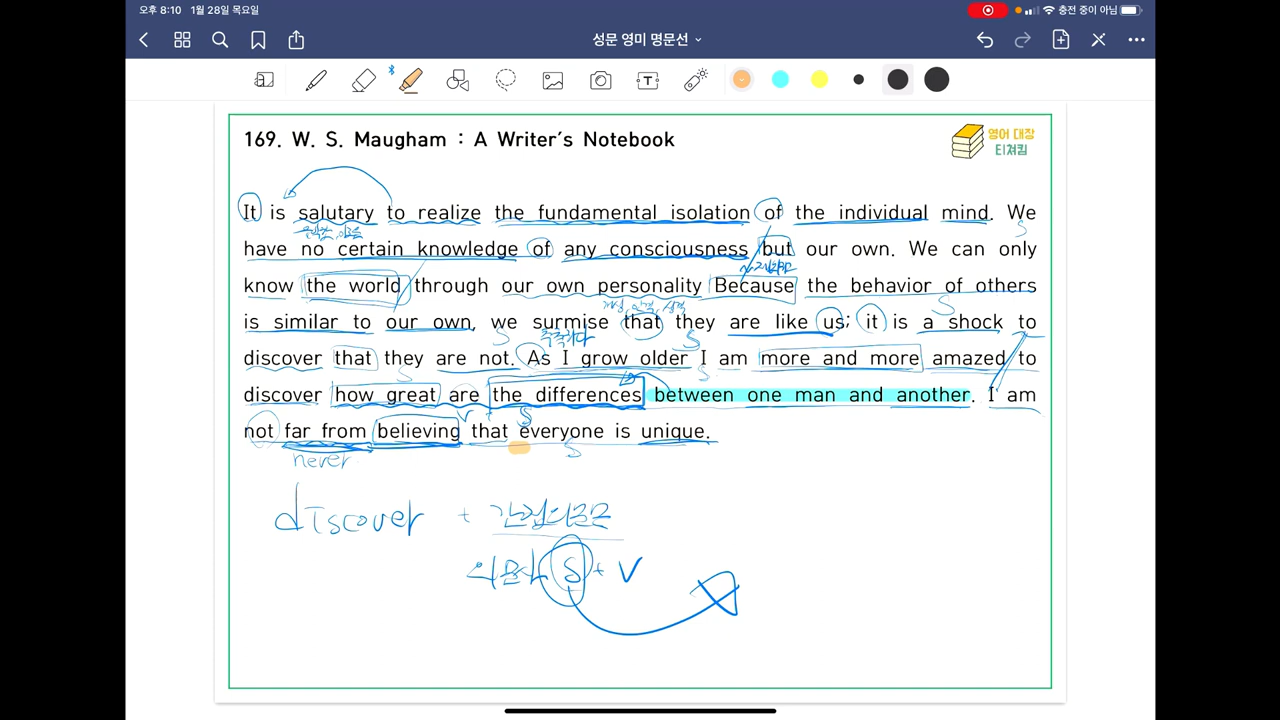 오후 8:10 1월 28일 목요일
충전 중이 아님
성문 영미 명문선
169. W. S. Maugham : A Writer's Notebook
영어 대장
티쳐킴
It is salutary to realize the fundamental isolation of the individual mind. We
have no certain knowledge of any consciousness but our own. We can only
know the world through our own personality Because the behavior of others
is similar to our own, we surmise that they are like us; it is a shock to
discover that they are not. As I grow older I am more and more amazed to
discover how great are the differences between one man and another. I am
not far from believing that everyone is unique.
never
discover + 간접의문문
의문사 S + V